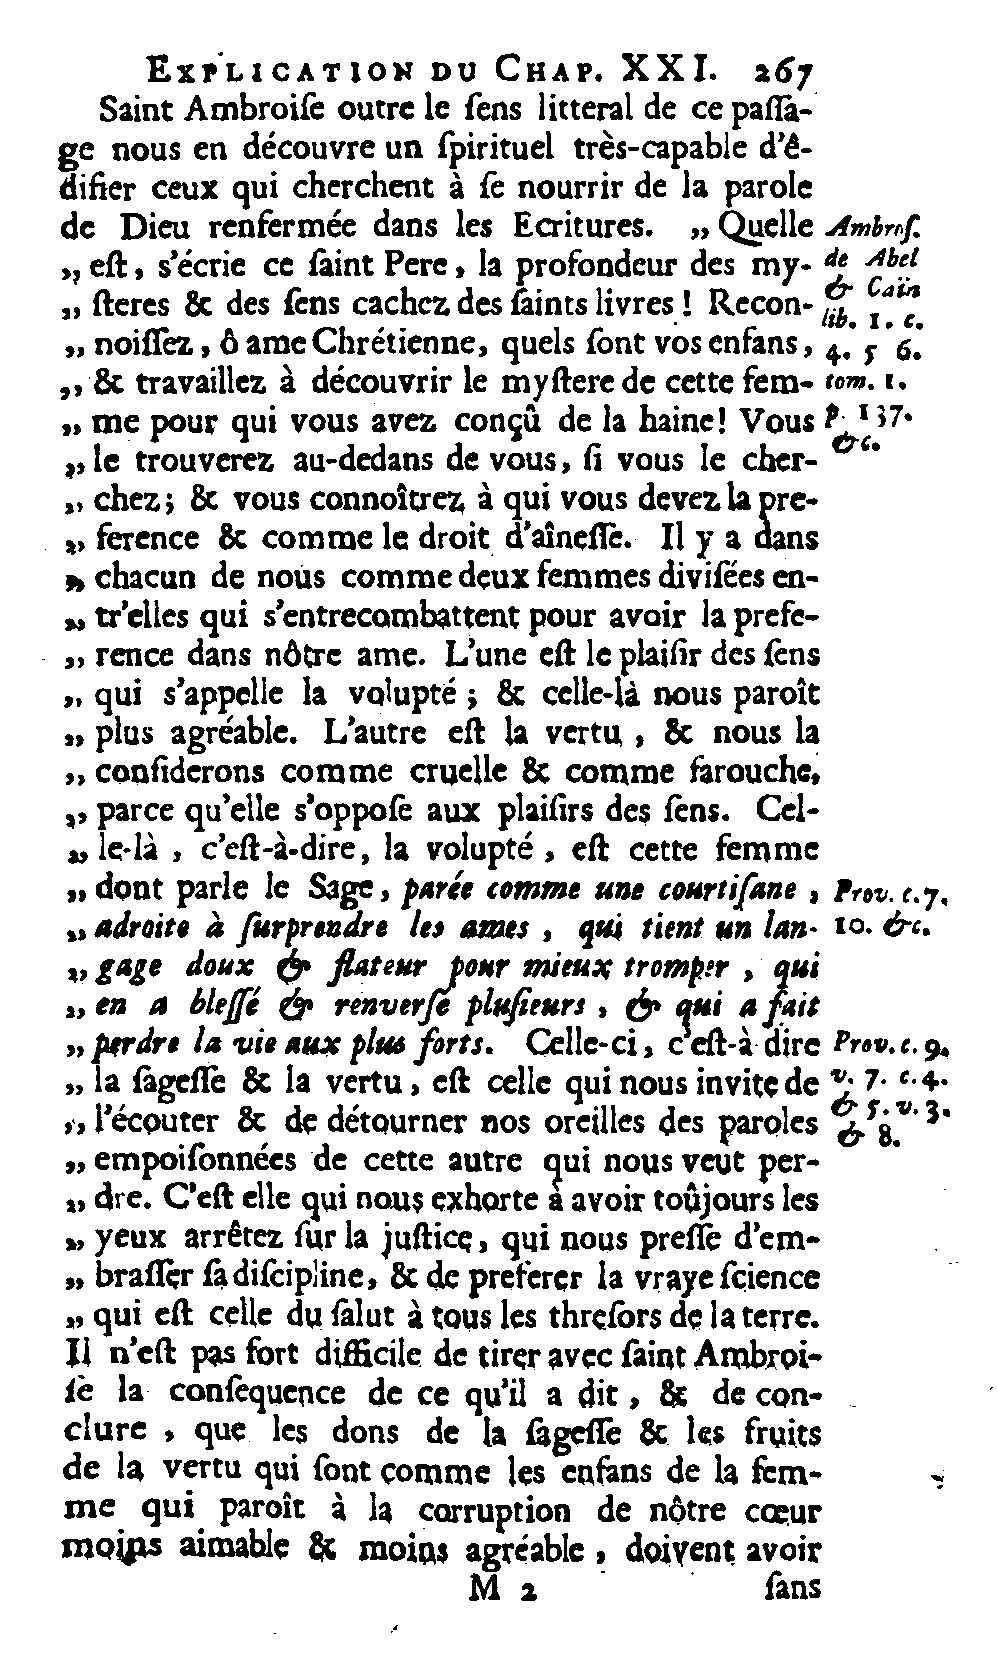 EXPLICATION DU CHAP. XXI. 267
Saint Ambroiſe outre le ſens litteral de ce paſſa-
ge nous en découvre un ſpirituel très-capable d'ê-
difier ceux qui cherchent à ſe nourrir de la parole
de Dieu renfermée dans les Ecritures. „ Quelle
„ eſt, s'écrie ce ſaint Pere, la profondeur des my-
„ ſteres & des ſens cachez des ſaints livres ! Recon-
„ noiſſez, ô ame Chrétienne, quels ſont vos enfans,
„ & travaillez à découvrir le myſtere de cette fem-
„ me pour qui vous avez conçû de la haine! Vous
„ le trouverez au-dedans de vous, ſi vous le cher-
„ chez; & vous connoîtrez à qui vous devez la pre-
„ ference & comme le droit d'aîneſſe. Il y a dans
„ chacun de nous comme deux femmes diviſées en-
„ tr'elles qui s'entrecombattent pour avoir la prefe-
„ rence dans nôtre ame. L'une eſt le plaiſir des ſens
„ qui s'appelle la volupté ; & celle-là nous paroît
„ plus agréable. L'autre eſt la vertu, & nous la
„ conſiderons comme cruelle & comme farouche,
„ parce qu'elle s'oppoſe aux plaiſirs des ſens. Cel-
„ le-là, c'eſt-à-dire, la volupté, eſt cette femme
„ dont parle le Sage, parée comme une courtiſane,
„ adroite à ſurprendre les ames, qui tient un lan-
„ gage doux & flateur pour mieux tromper, qui
„ en a bleſſé & renverſé pluſieurs, & qui a fait
„ perdre la vie aux plus forts. Celle-ci, c'eſt-à dire
„ la ſageſſe & la vertu, eſt celle qui nous invite de
„ l'écouter & de détourner nos oreilles des paroles
„ empoiſonnées de cette autre qui nous veut per-
„ dre. C'eſt elle qui nous exhorte à avoir toûjours les
„ yeux arrêtez ſur la juſtice, qui nous preſſe d'em-
„ braſſer ſa diſcipline, & de preferer la vraye ſcience
„ qui eſt celle du ſalut à tous les threſors de la terre.
Il n'eſt pas fort difficile de tirer avec ſaint Ambroi-
ſe la conſequence de ce qu'il a dit, & de con-
clure, que les dons de la ſageſſe & les fruits
de la vertu qui ſont comme les enfans de la fem-
me qui paroît à la corruption de nôtre cœur
moins aimable & moins agréable, doivent avoir
M 2 ſans
Ambroſ.
de Abel
& Caïn
lib. 1. c.
4. 5 6.
tom. 1.
p. 137.
&c.
Prov. c. 7.
10. &c.
Prov. c. 9.
v. 7. c. 4.
& 5. v. 3.
& 8.